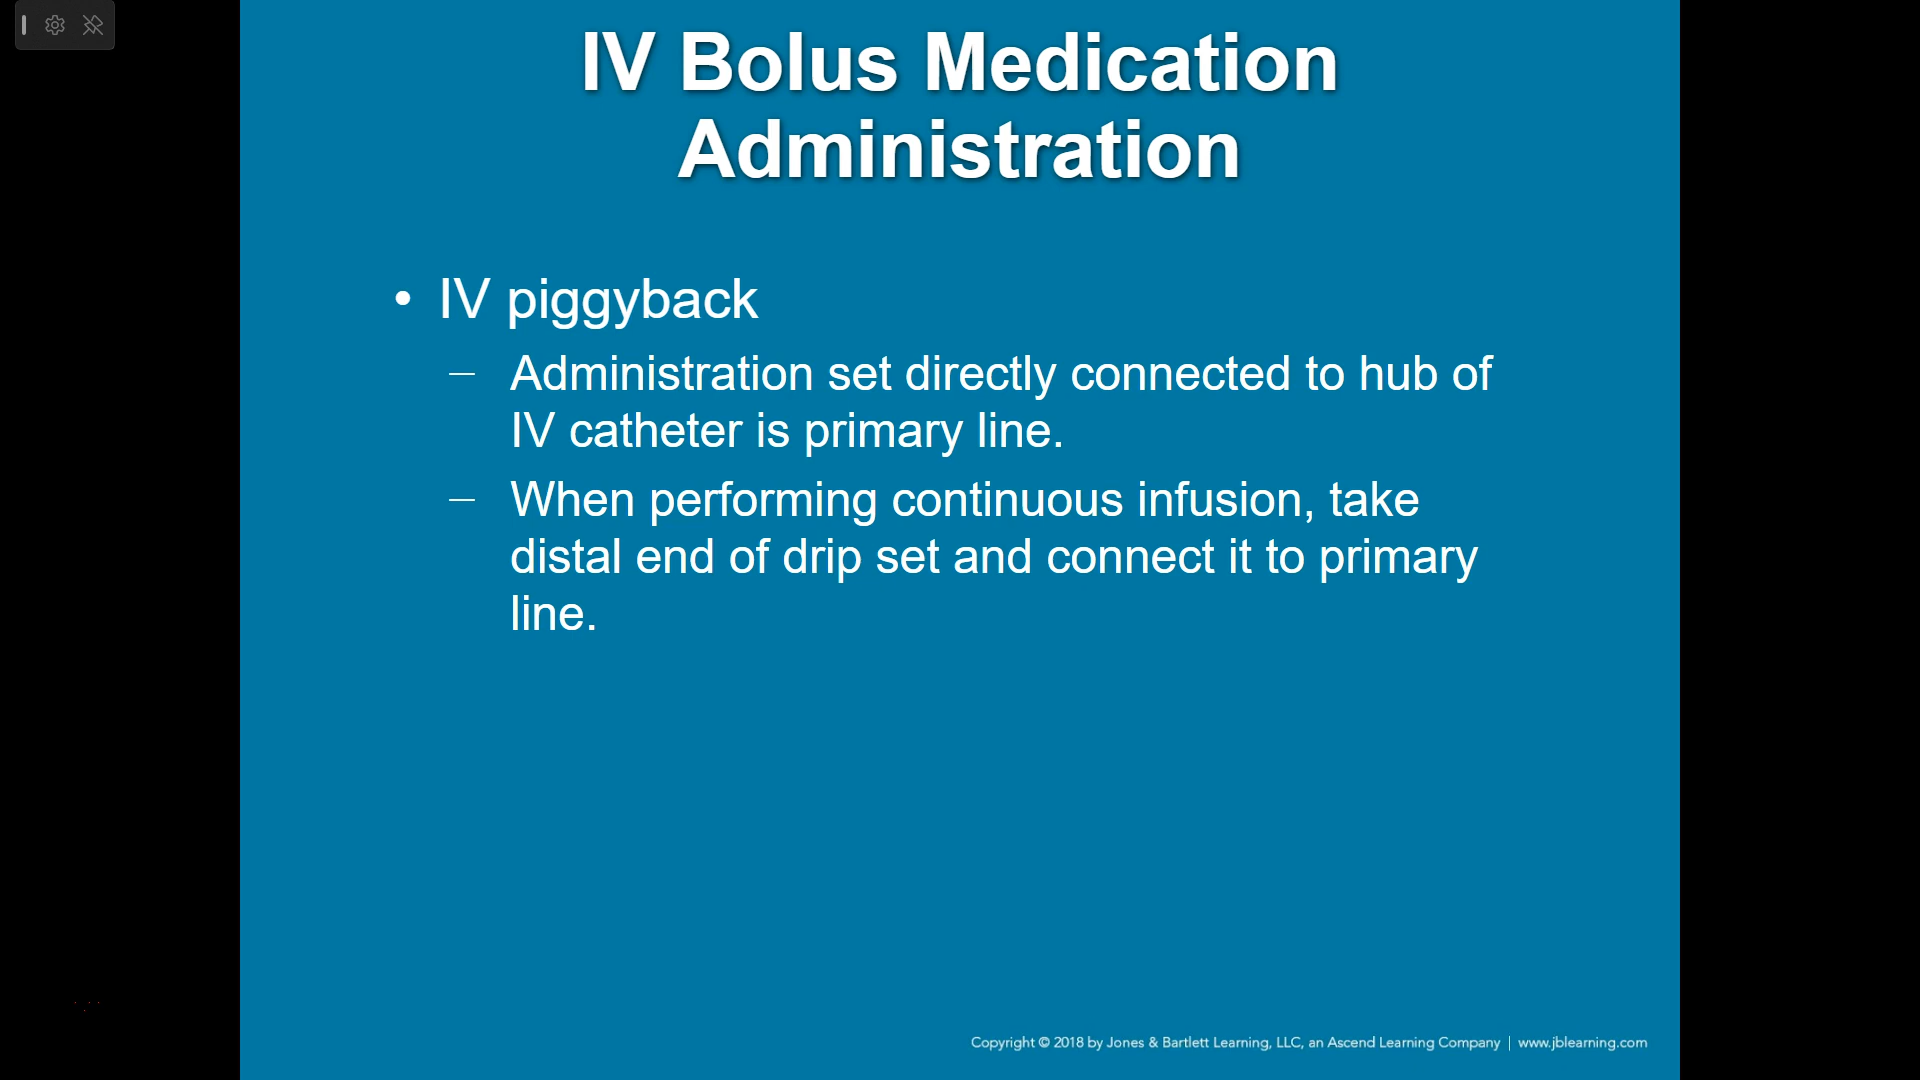 IV Bolus Medication
Administration
• IV piggyback
– Administration set directly connected to hub of
IV catheter is primary line.
– When performing continuous infusion, take
distal end of drip set and connect it to primary
line.
Copyright © 2018 by Jones & Bartlett Learning, LLC, an Ascend Learning Company | www.jblearning.com